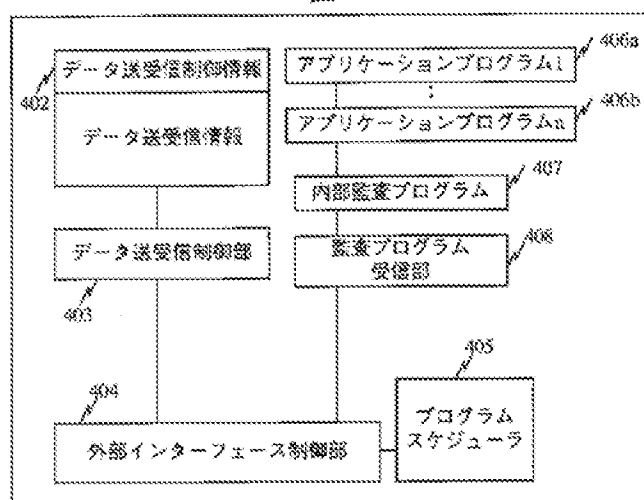 データ送受信制御情報
402
データ送受信情報
アプリケーションプログラム1
406a
アプリケーションプログラムn
406b
内部監査プログラム
407
データ送受信制御部
403
監査プログラム
受信部
408
404
外部インターフェース制御部
405
プログラム
スケジューラ